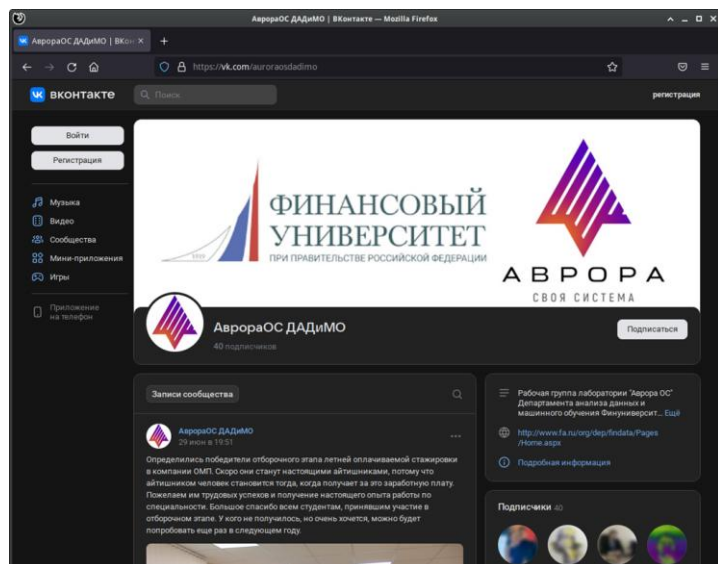 АврораОС ДАДиМО | ВКонтакте — Mozilla Firefox
АврораОС ДАДиМО | ВКон
https://vk.com/auroraosdadimo
вконтакте
Поиск
регистрация
Войти
Регистрация
Музыка
Видео
Сообщества
Мини-приложения
Игры
Приложение
на телефон
ФИНАНСОВЫЙ
УНИВЕРСИТЕТ
ПРИ ПРАВИТЕЛЬСТВЕ РОССИЙСКОЙ ФЕДЕРАЦИИ
АВРОРА
СВОЯ СИСТЕМА
АврораОС ДАДиМО
40 подписчиков
Подписаться
Записи сообщества
АврораОС ДАДиМО
29 июн в 19:51
Определились победители отборочного этапа летней оплачиваемой стажировки
в компании ОМП. Скоро они станут настоящими айтишниками, потому что
айтишником человек становится тогда, когда получает за это заработную плату.
Пожелаем им трудовых успехов и получение настоящего опыта работы по
специальности. Большое спасибо всем студентам, принявшим участие в
отборочном этапе. У кого не получилось, но очень хочется, можно будет
попробовать еще раз в следующем году.
Рабочая группа лаборатории "Аврора ОС"
Департамента анализа данных и
машинного обучения Финуниверсит... Ещё
http://www.fa.ru/org/dep/findata/Pages
/Home.aspx
Подробная информация
Подписчики 40